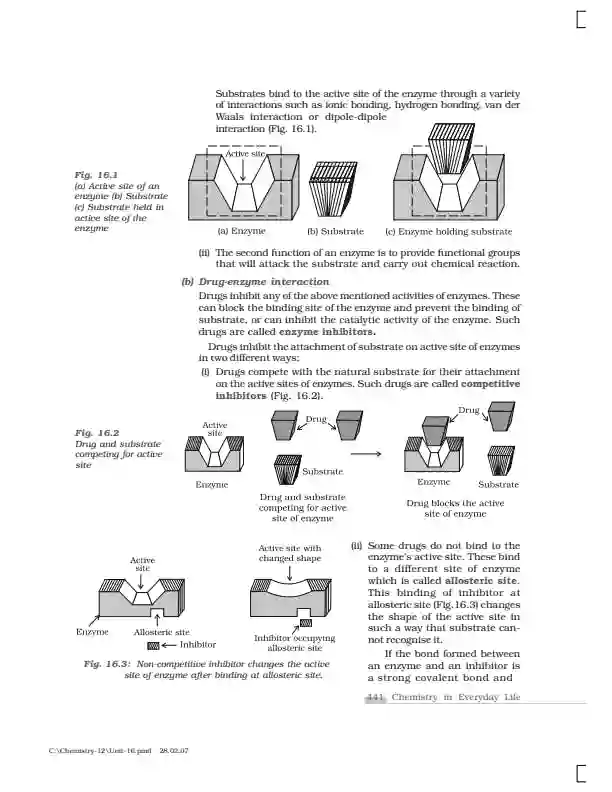 Substrates bind to the active site of the enzyme through a variety
of interactions such as ionic bonding, hydrogen bonding, van der
Waals interaction or dipole-dipole
interaction (Fig. 16.1).
Active site
Fig. 16.1
(a) Active site of an
enzyme (b) Substrate
(c) Substrate held in
active site of the
enzyme
(a) Enzyme
(b) Substrate
(c) Enzyme holding substrate
(ii) The second function of an enzyme is to provide functional groups
that will attack the substrate and carry out chemical reaction.
(b) Drug-enzyme interaction
Drugs inhibit any of the above mentioned activities of enzymes. These
can block the binding site of the enzyme and prevent the binding of
substrate, or can inhibit the catalytic activity of the enzyme. Such
drugs are called enzyme inhibitors.
Drugs inhibit the attachment of substrate on active site of enzymes
in two different ways;
(i) Drugs compete with the natural substrate for their attachment
on the active sites of enzymes. Such drugs are called competitive
inhibitors (Fig. 16.2).
Fig. 16.2
Drug and substrate
competing for active
site
Active
site
Enzyme
Drug
Substrate
Drug and substrate
competing for active
site of enzyme
Drug
Enzyme
Substrate
Drug blocks the active
site of enzyme
Active
site
Enzyme
Allosteric site
Inhibitor
Active site with
changed shape
Inhibitor occupying
allosteric site
Fig. 16.3: Non-competitive inhibitor changes the active
site of enzyme after binding at allosteric site.
(ii) Some drugs do not bind to the
enzyme's active site. These bind
to a different site of enzyme
which is called allosteric site.
This binding of inhibitor at
allosteric site (Fig.16.3) changes
the shape of the active site in
such a way that substrate can-
not recognise it.
If the bond formed between
an enzyme and an inhibitor is
a strong covalent bond and
441 Chemistry in Everyday Life
C:\Chemistry-12\Unit-16.pmd 28.02.07